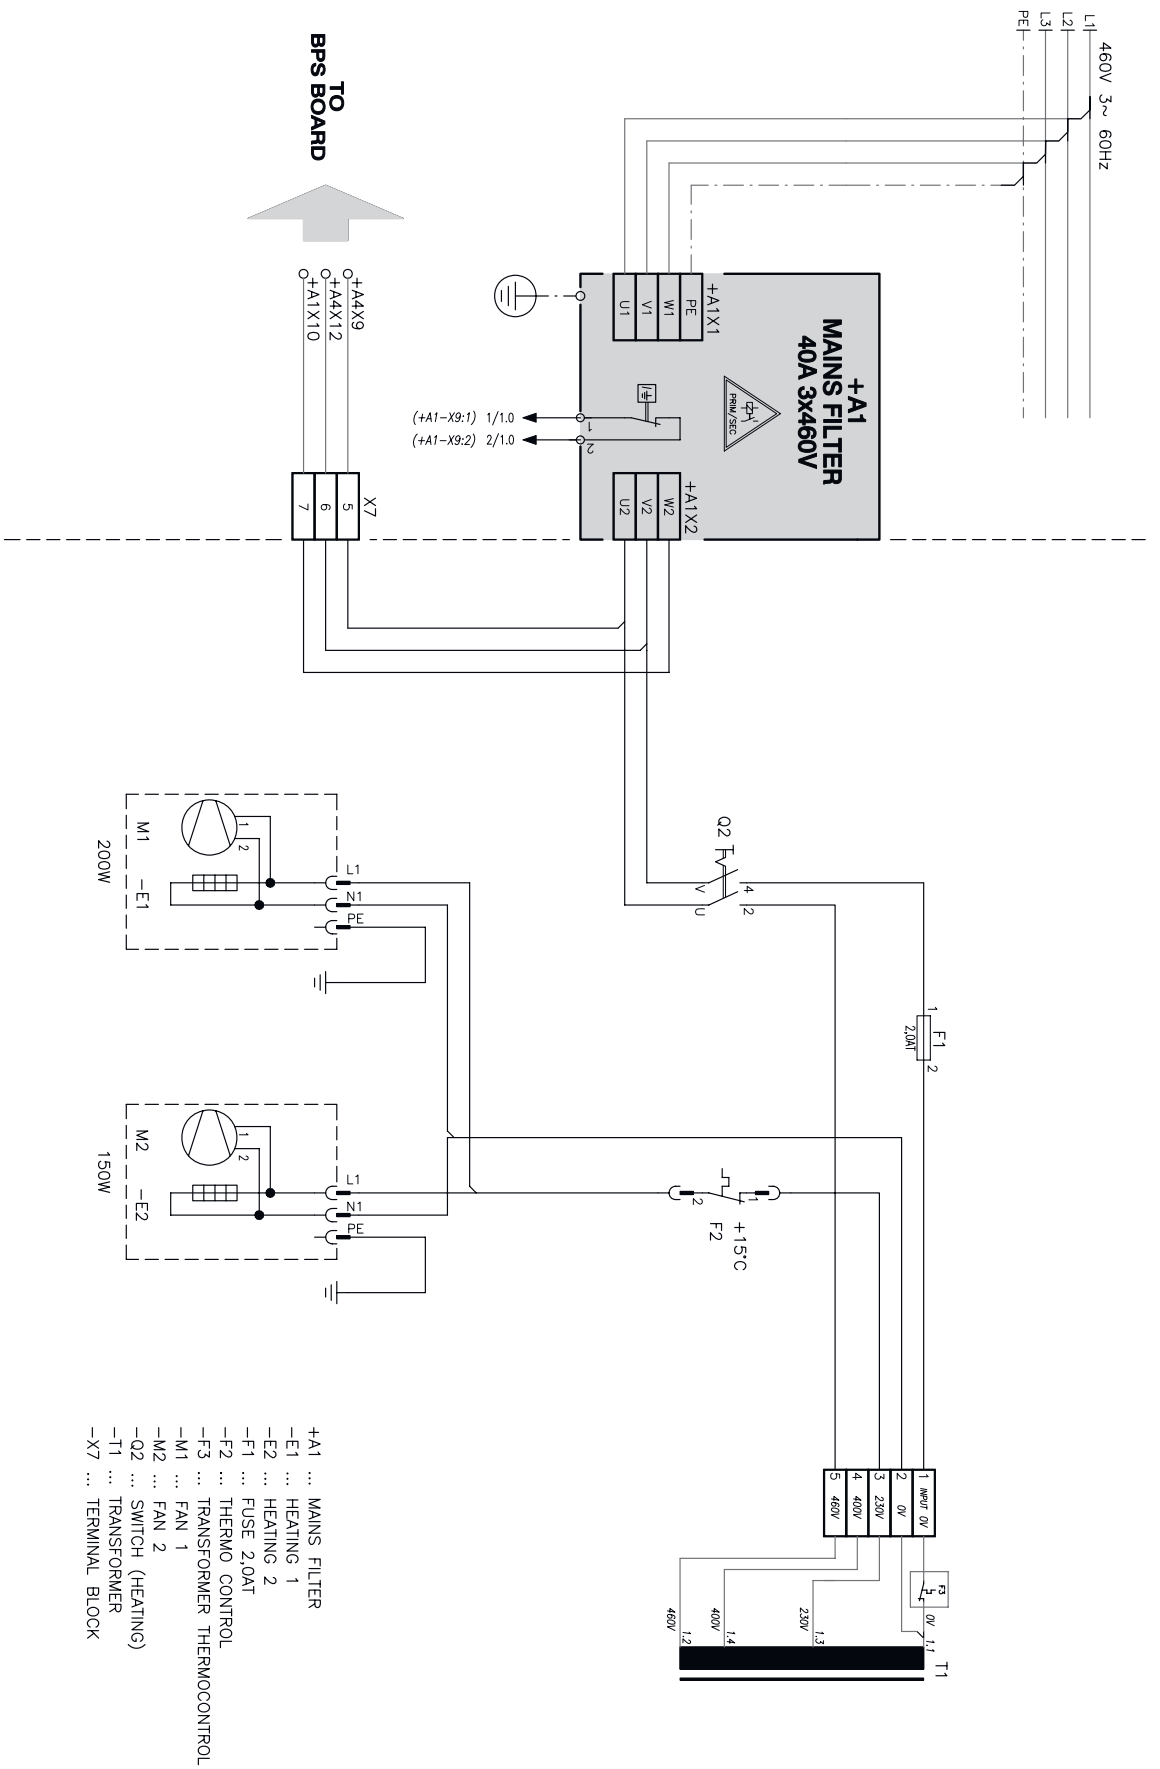 460V 3~ 60Hz
L1
L2
L3
PE
TO
BPS BOARD
+A1
MAINS FILTER
40A 3x460V
PRIM/SEC
+A1X1
PE
W1
V1
U1
+A1X2
W2
V2
U2
1
2
(+A1-X9:1) 1/1.0
(+A1-X9:2) 2/1.0
+A4X9
+A4X12
+A1X10
X7
5
6
7
Q2
4
2
V
U
F1
2,0AT
1
2
M1
1
2
-E1
200W
L1
N1
PE
M2
1
2
-E2
150W
L1
N1
PE
+15°C
F2
1
2
1 INPUT 0V
2 0V
3 230V
4 400V
5 460V
F3
0V
1.1
230V
1.3
400V
1.4
460V
1.2
T1
+A1 ... MAINS FILTER
-E1 ... HEATING 1
-E2 ... HEATING 2
-F1 ... FUSE 2,0AT
-F2 ... THERMO CONTROL
-F3 ... TRANSFORMER THERMOCONTROL
-M1 ... FAN 1
-M2 ... FAN 2
-Q2 ... SWITCH (HEATING)
-T1 ... TRANSFORMER
-X7 ... TERMINAL BLOCK